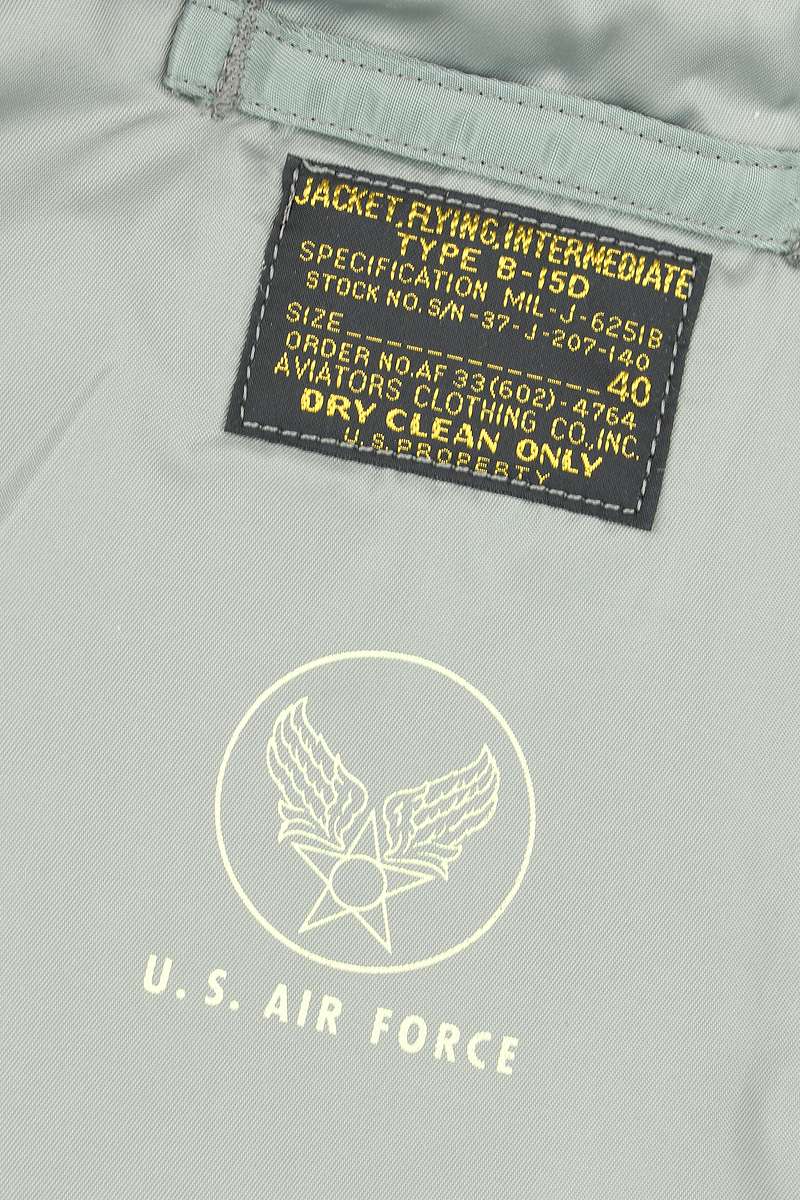 JACKET, FLYING, INTERMEDIATE
TYPE B-15D
SPECIFICATION MIL-J-6251B
STOCK NO. S/N-37-J-207-140
SIZE 40
ORDER NO. AF 33(602)-4764
AVIATORS CLOTHING CO., INC.
DRY CLEAN ONLY
U.S. PROPERTY
U. S. AIR FORCE